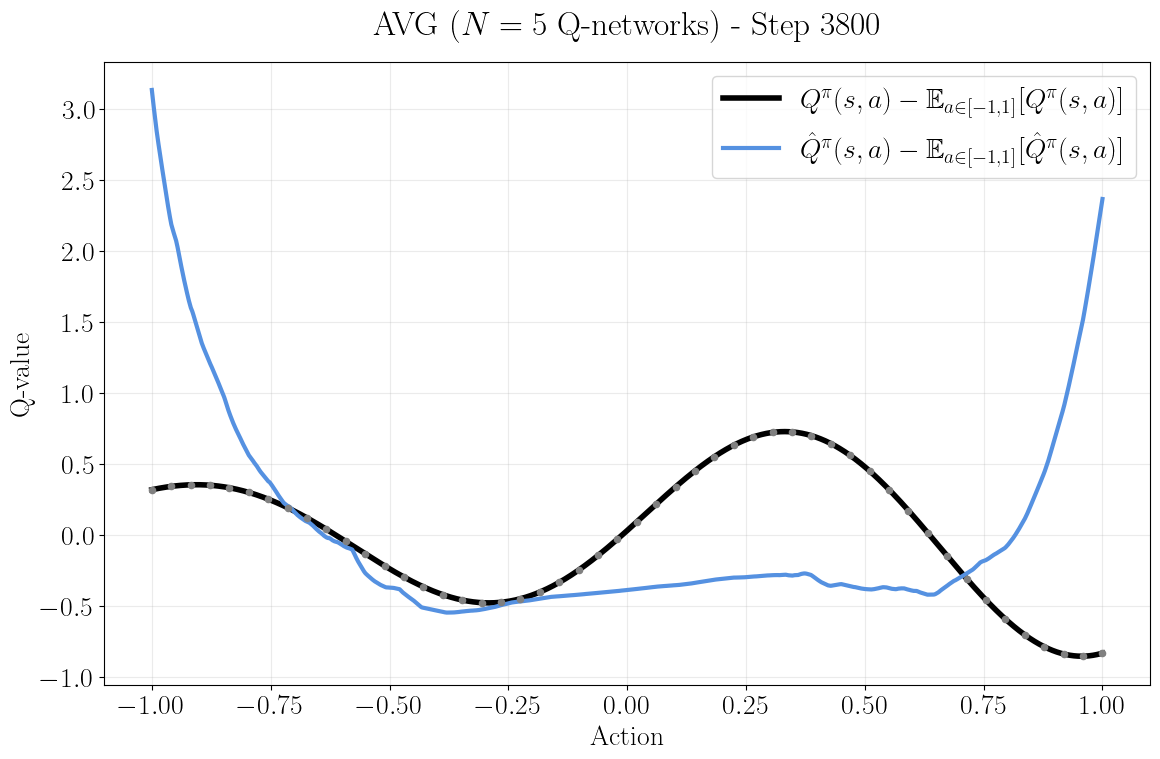 AVG (N = 5 Q-networks) - Step 3800
Q^π(s, a) − 𝔼_{a∈[−1,1]}[Q^π(s, a)]
Q̂^π(s, a) − 𝔼_{a∈[−1,1]}[Q̂^π(s, a)]
Q-value
3.0
2.5
2.0
1.5
1.0
0.5
0.0
−0.5
−1.0
−1.00 −0.75 −0.50 −0.25 0.00 0.25 0.50 0.75 1.00
Action